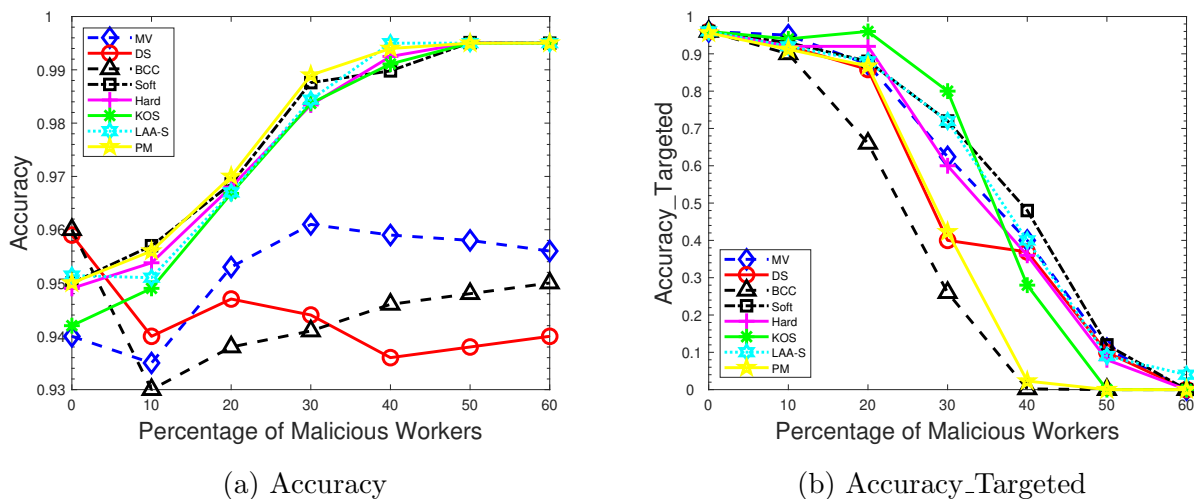 1
0.99
0.98
0.97
0.96
0.95
0.94
0.93
Accuracy
MV
DS
BCC
Soft
Hard
KOS
LAA-S
PM
0 10 20 30 40 50 60
Percentage of Malicious Workers
(a) Accuracy
1
0.9
0.8
0.7
0.6
0.5
0.4
0.3
0.2
0.1
0
Accuracy_Targeted
MV
DS
BCC
Soft
Hard
KOS
LAA-S
PM
0 10 20 30 40 50 60
Percentage of Malicious Workers
(b) Accuracy_Targeted